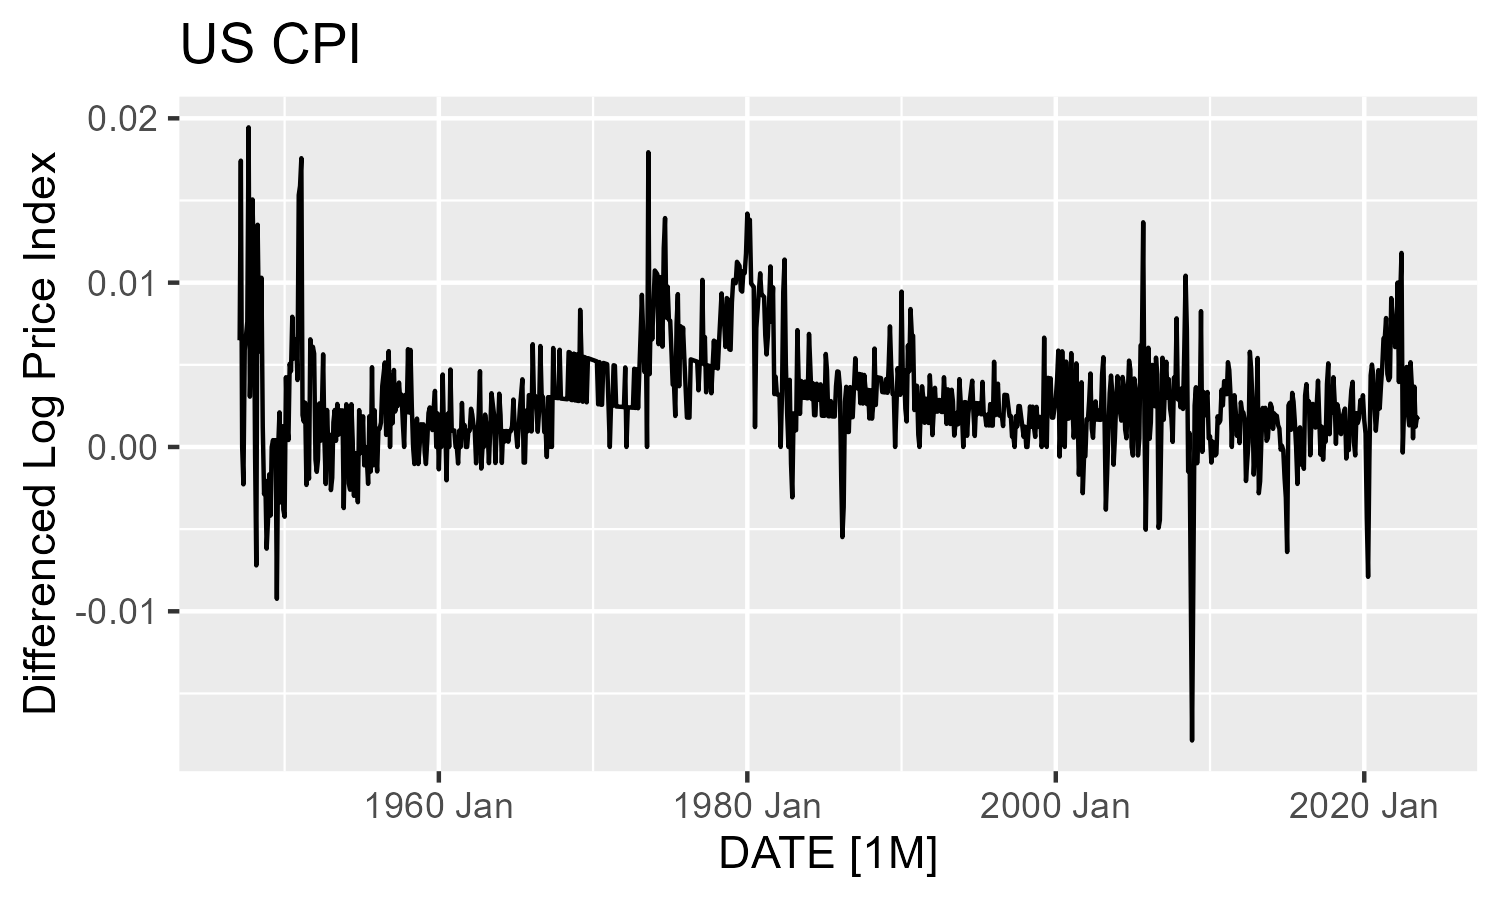 US CPI
Differenced Log Price Index
0.02
0.01
0.00
-0.01
1960 Jan
1980 Jan
2000 Jan
2020 Jan
DATE [1M]